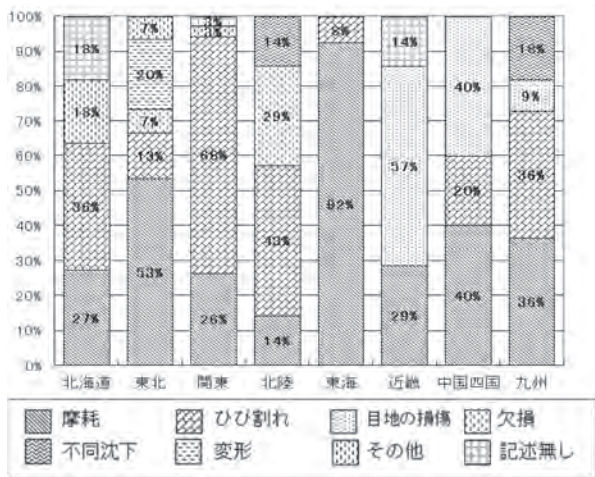 100%
90%
80%
70%
60%
50%
40%
30%
20%
10%
0%
18% 7% 3% 14% 8% 14% 40% 18%
18% 20% 3% 29% 92% 57% 20% 9%
36% 7% 68% 43% 29% 40% 36%
27% 13% 26% 14% 36%
53%
北海道 東北 関東 北陸 東海 近畿 中国四国 九州
摩耗 ひび割れ 目地の損傷 欠損
不同沈下 変形 その他 記述無し